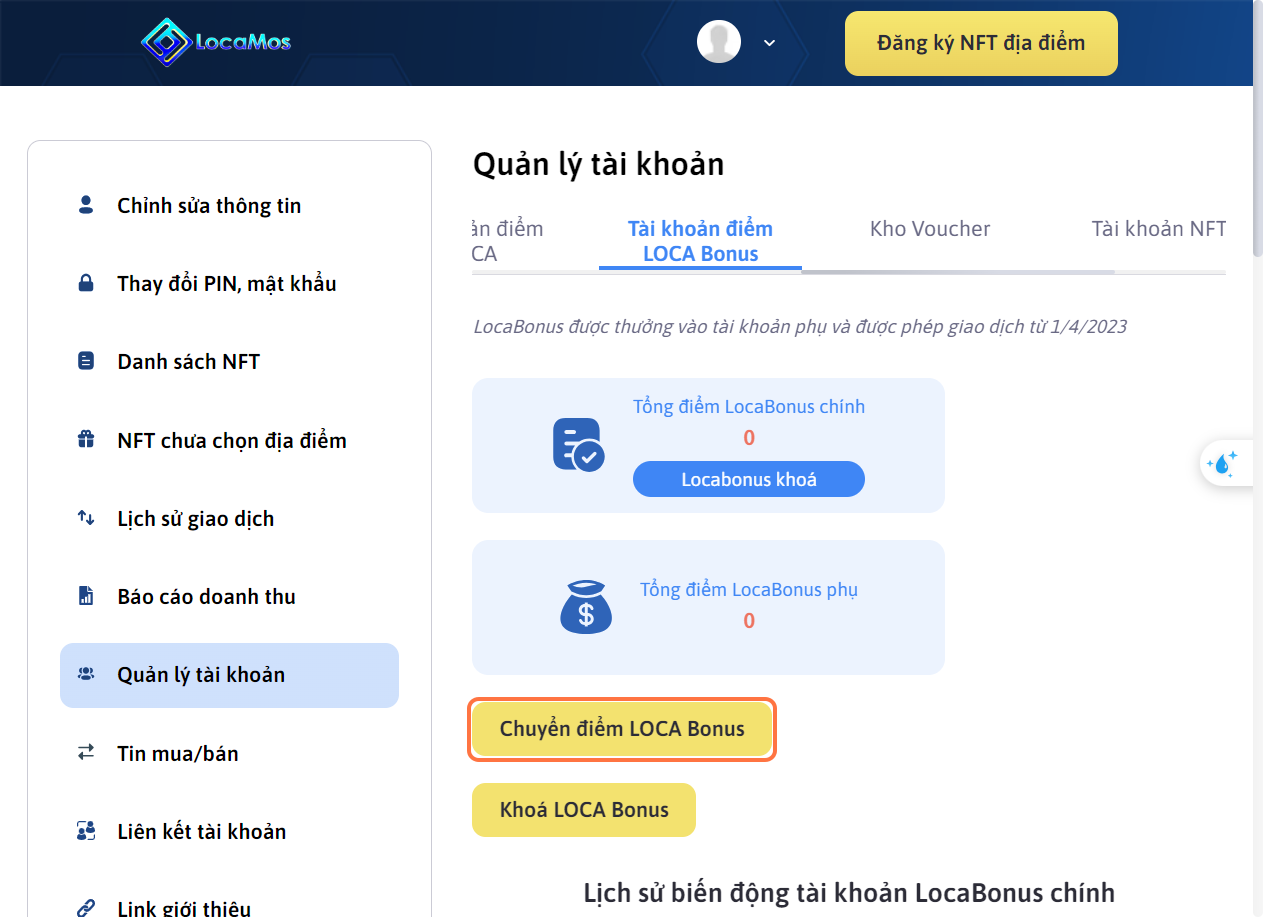 LocaMos
Đăng ký NFT địa điểm
Chỉnh sửa thông tin
Thay đổi PIN, mật khẩu
Danh sách NFT
NFT chưa chọn địa điểm
Lịch sử giao dịch
Báo cáo doanh thu
Quản lý tài khoản
Tin mua/bán
Liên kết tài khoản
Link giới thiệu
Quản lý tài khoản
ản điểm
CA
Tài khoản điểm
LOCA Bonus
Kho Voucher
Tài khoản NFT
LocaBonus được thưởng vào tài khoản phụ và được phép giao dịch từ 1/4/2023
Tổng điểm LocaBonus chính
0
Locabonus khoá
Tổng điểm LocaBonus phụ
0
Chuyển điểm LOCA Bonus
Khoá LOCA Bonus
Lịch sử biến động tài khoản LocaBonus chính